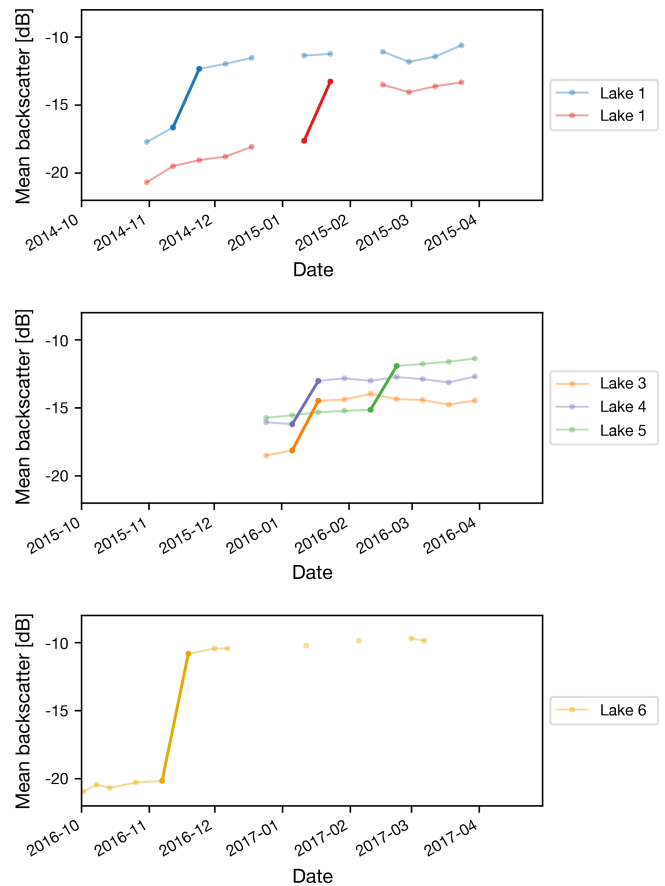 Mean backscatter [dB]
-10
-15
-20
2014-10
2014-11
2014-12
2015-01
2015-02
2015-03
2015-04
Date
Lake 1
Lake 1
Mean backscatter [dB]
-10
-15
-20
2015-10
2015-11
2015-12
2016-01
2016-02
2016-03
2016-04
Date
Lake 3
Lake 4
Lake 5
Mean backscatter [dB]
-10
-15
-20
2016-10
2016-11
2016-12
2017-01
2017-02
2017-03
2017-04
Date
Lake 6